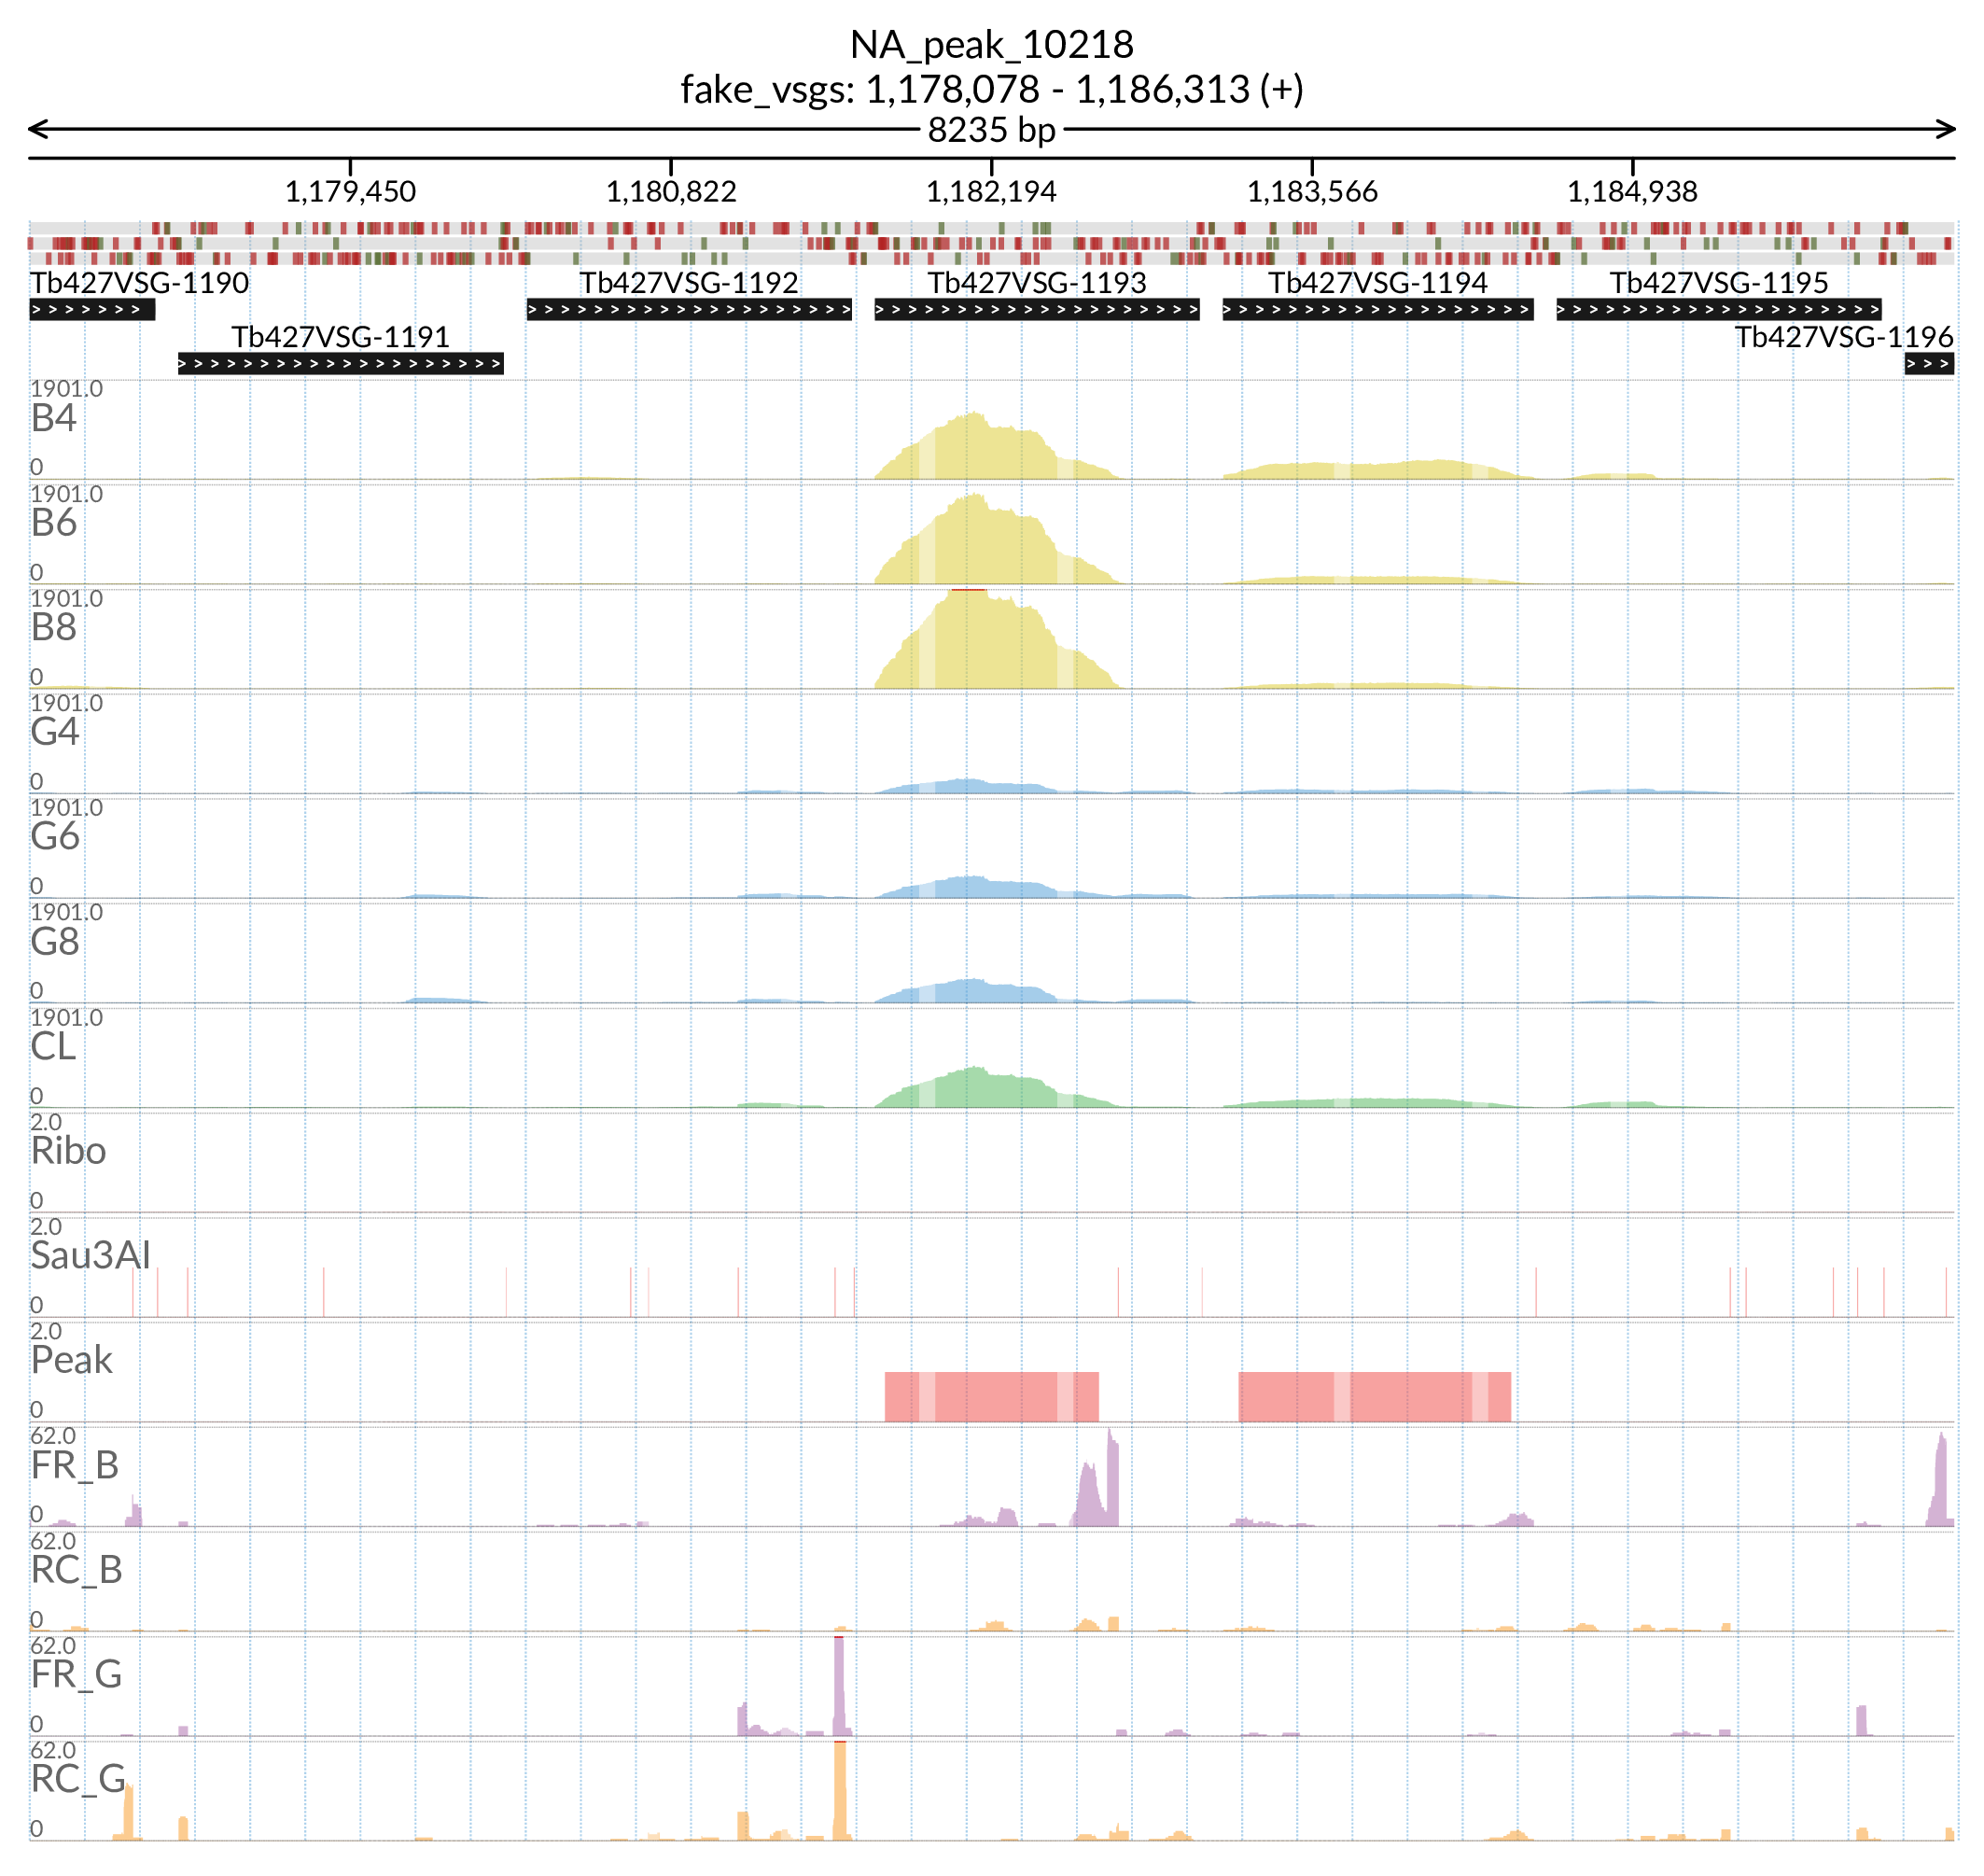 NA_peak_10218
fake_vsgs: 1,178,078 - 1,186,313 (+)
8235 bp
1,179,450 1,180,822 1,182,194 1,183,566 1,184,938
Tb427VSG-1190 Tb427VSG-1192 Tb427VSG-1193 Tb427VSG-1194 Tb427VSG-1195
Tb427VSG-1191 Tb427VSG-1196
1901.0
B4
0
1901.0
B6
0
1901.0
B8
0
1901.0
G4
0
1901.0
G6
0
1901.0
G8
0
1901.0
CL
0
2.0
Ribo
0
2.0
Sau3AI
0
2.0
Peak
0
62.0
FR_B
0
62.0
RC_B
0
62.0
FR_G
0
62.0
RC_G
0